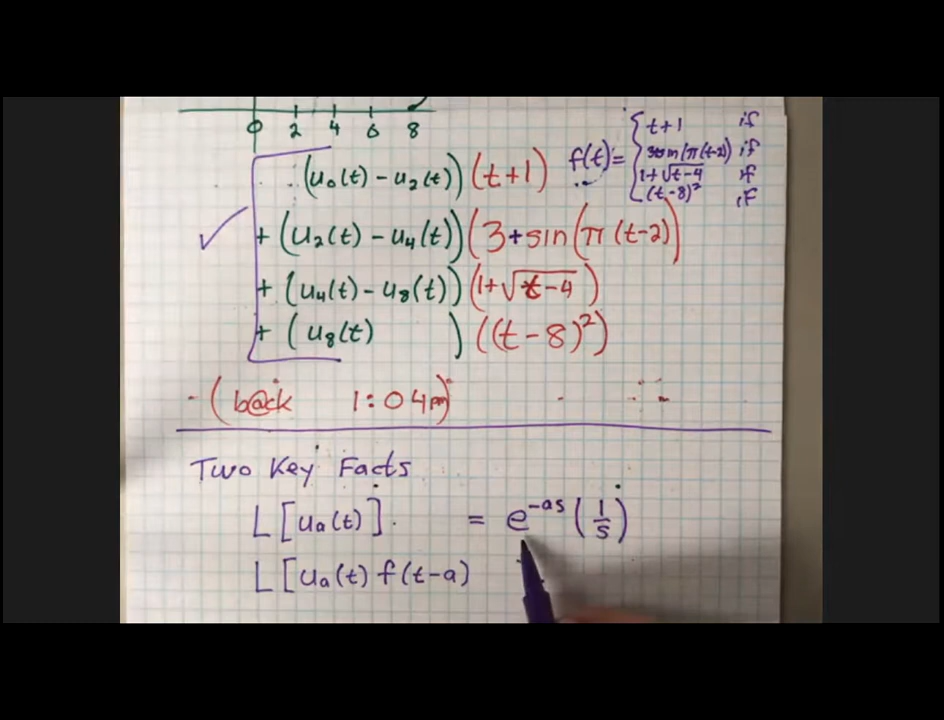 0 2 4 6 8
(u₀(t) - u₂(t)) (t+1)
f(t) = { t+1 if
3+sin(π(t-2)) if
1+√t-4 if
(t-8)² if
+ (u₂(t) - u₄(t)) (3+sin(π(t-2))
+ (u₄(t) - u₈(t)) (1+√t-4)
+ (u₈(t) ) ((t-8)²)
(b@ck 1:04pm)
Two Key Facts
L[uₐ(t)] = e^-as (1/s)
L[uₐ(t) f(t-a)